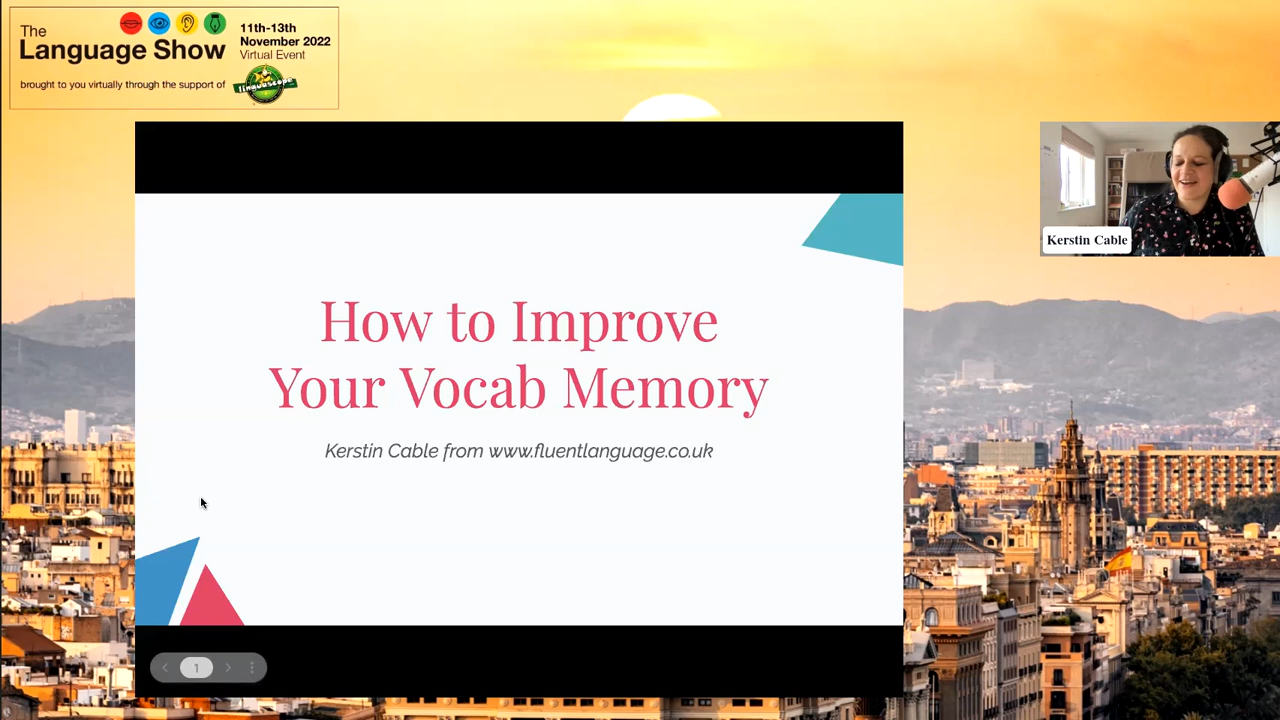 The
Language Show
11th-13th
November 2022
Virtual Event
brought to you virtually through the support of
linguascope
Kerstin Cable
How to Improve
Your Vocab Memory
Kerstin Cable from www.fluentlanguage.co.uk
1